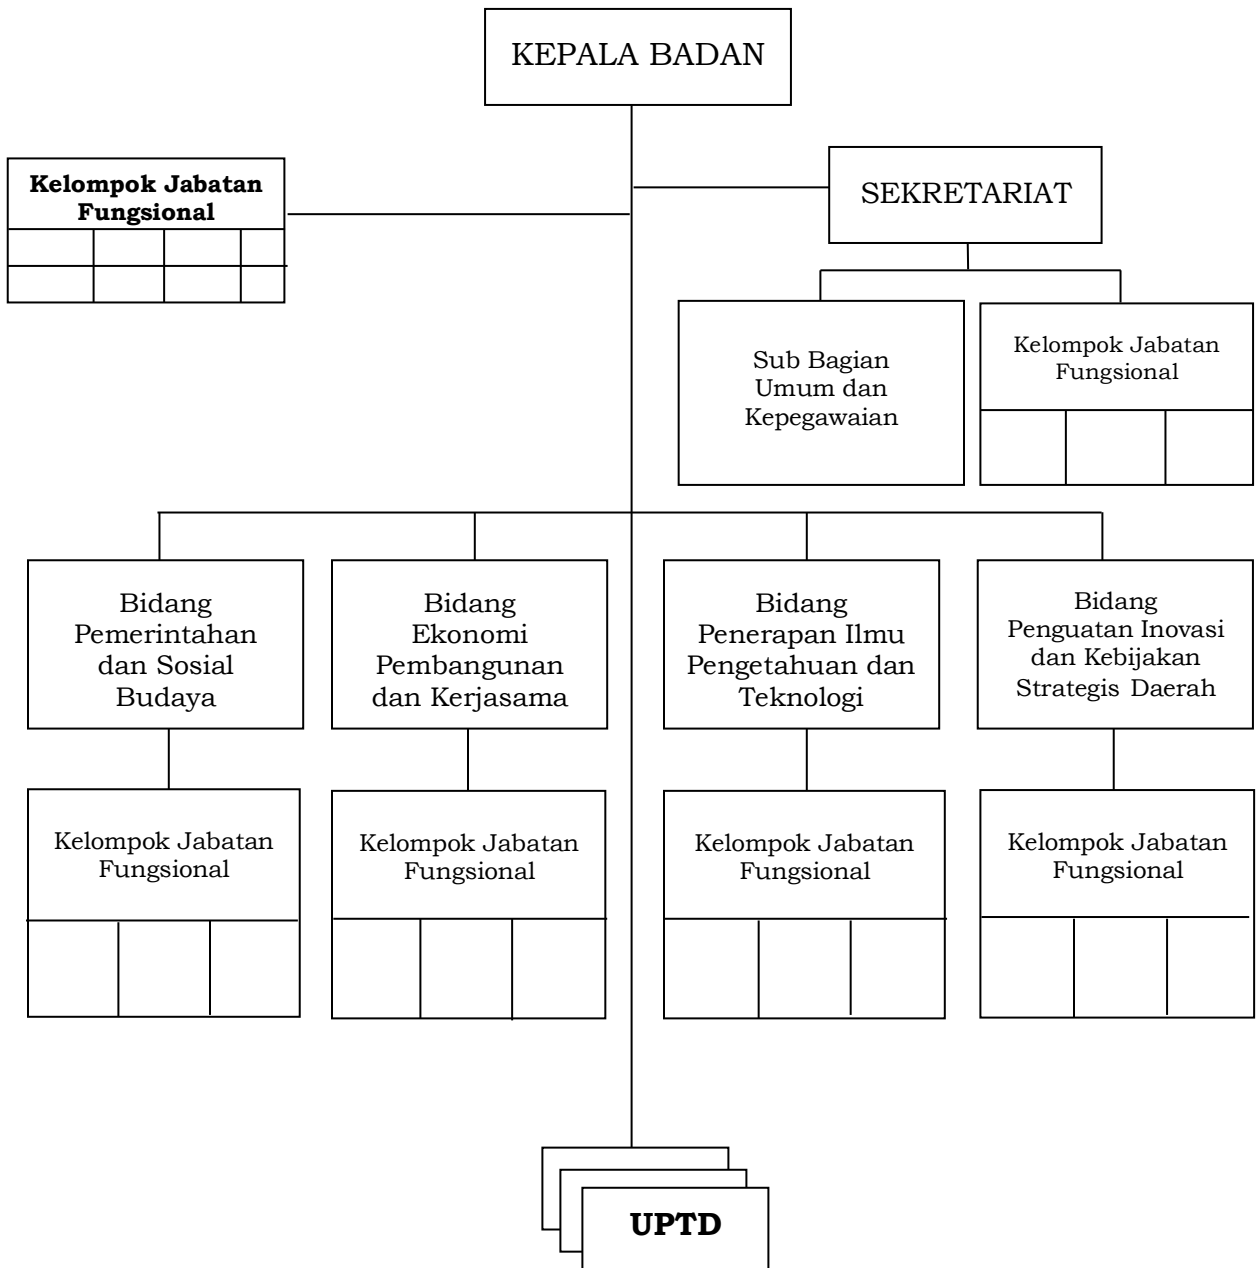 KEPALA BADAN
Kelompok Jabatan
Fungsional
SEKRETARIAT
Sub Bagian
Umum dan
Kepegawaian
Kelompok Jabatan
Fungsional
Bidang
Pemerintahan
dan Sosial
Budaya
Bidang
Ekonomi
Pembangunan
dan Kerjasama
Bidang
Penerapan Ilmu
Pengetahuan dan
Teknologi
Bidang
Penguatan Inovasi
dan Kebijakan
Strategis Daerah
Kelompok Jabatan
Fungsional
Kelompok Jabatan
Fungsional
Kelompok Jabatan
Fungsional
Kelompok Jabatan
Fungsional
UPTD